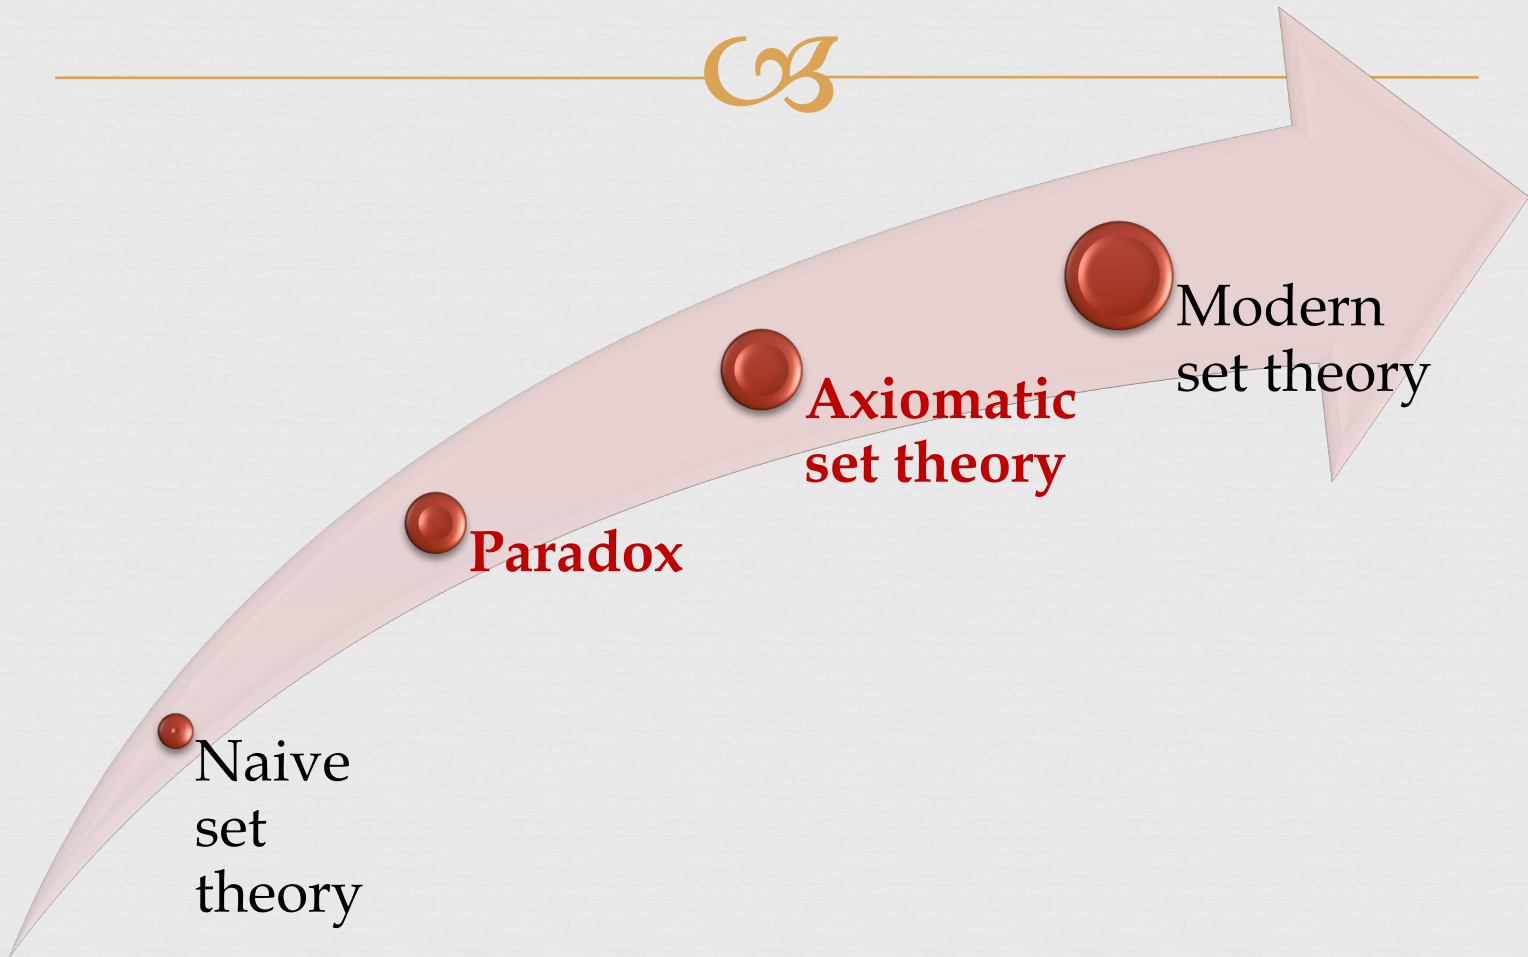 Naive
set
theory
Paradox
Axiomatic
set theory
Modern
set theory